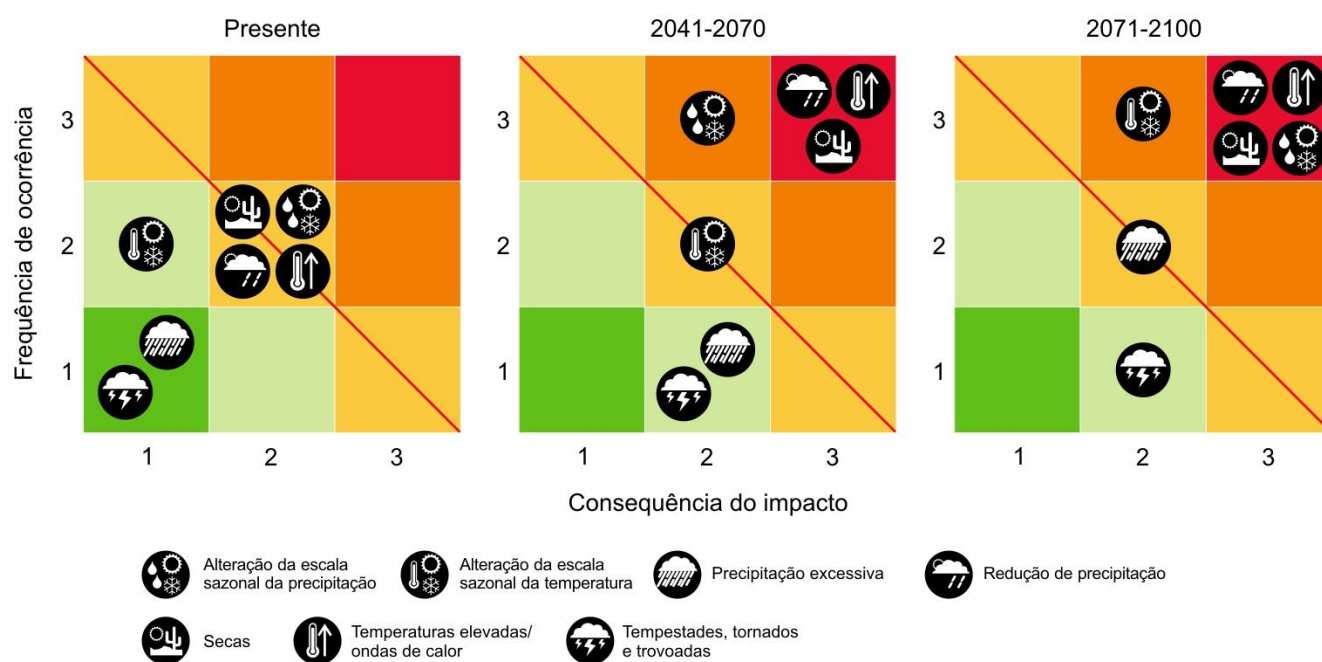 Presente
2041-2070
2071-2100
Frequência de ocorrência
3
2
1
1
2
3
3
2
1
1
2
3
3
2
1
1
2
3
Consequência do impacto
Alteração da escala
sazonal da precipitação
Alteração da escala
sazonal da temperatura
Precipitação excessiva
Redução de precipitação
Secas
Temperaturas elevadas/
ondas de calor
Tempestades, tornados
e trovoadas